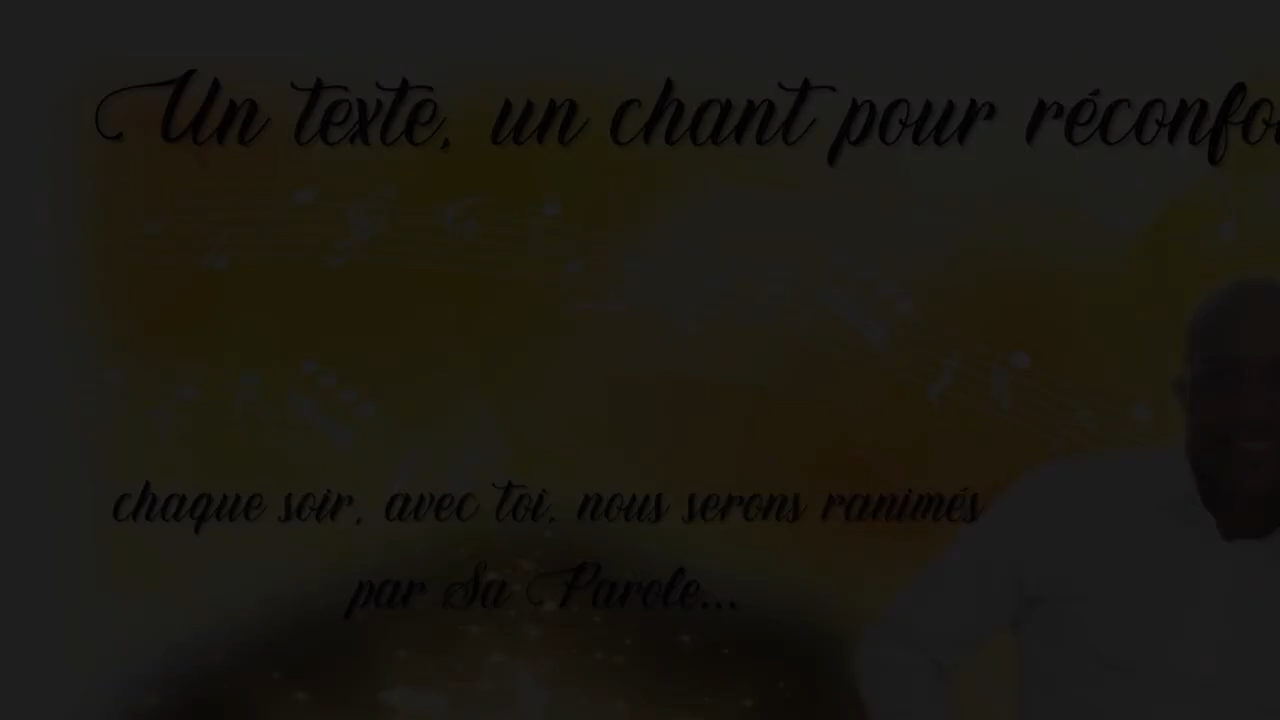 Un texte, un chant pour réconfo
chaque soir, avec toi, nous serons ranimés
par Sa Parole...